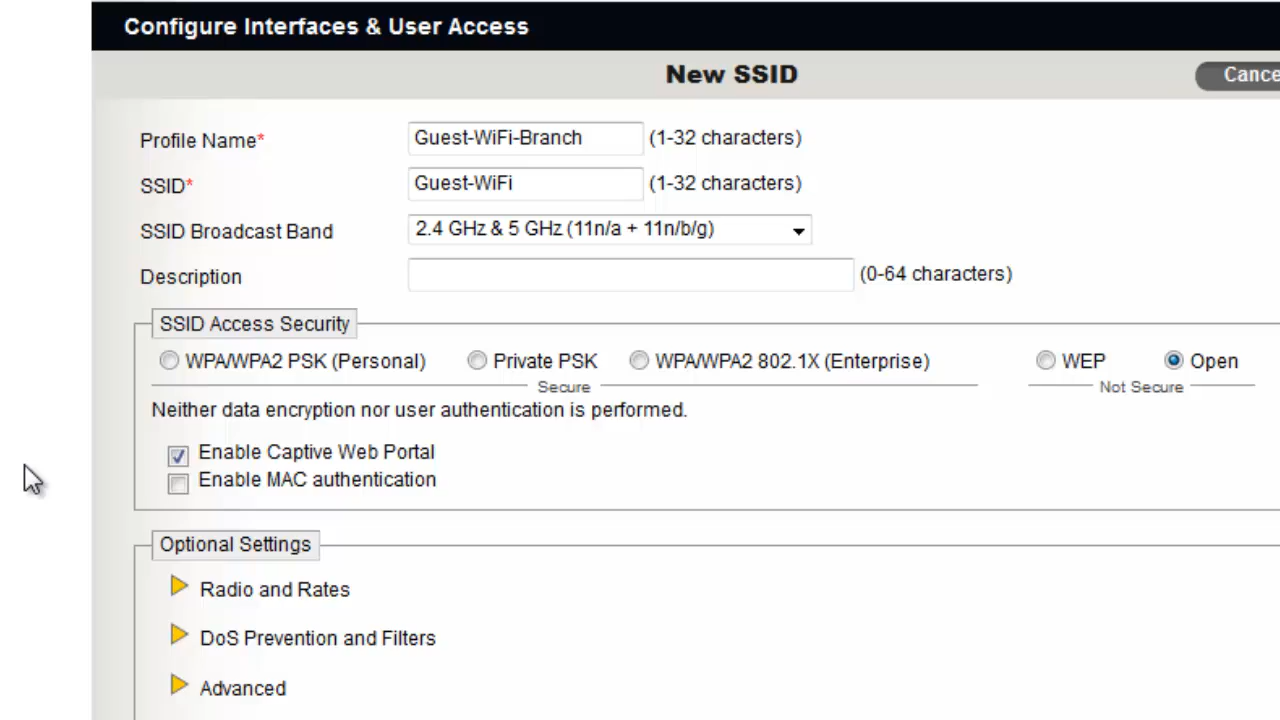 Configure Interfaces & User Access
New SSID
Profile Name* Guest-WiFi-Branch (1-32 characters)
SSID* Guest-WiFi (1-32 characters)
SSID Broadcast Band 2.4 GHz & 5 GHz (11n/a + 11n/b/g)
Description (0-64 characters)
SSID Access Security
WPA/WPA2 PSK (Personal) Private PSK WPA/WPA2 802.1X (Enterprise) WEP Open
Secure Not Secure
Neither data encryption nor user authentication is performed.
Enable Captive Web Portal
Enable MAC authentication
Optional Settings
Radio and Rates
DoS Prevention and Filters
Advanced